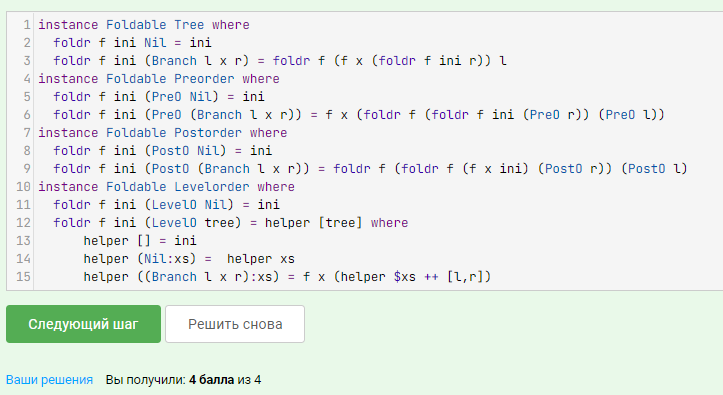 1 instance Foldable Tree where
2   foldr f ini Nil = ini
3   foldr f ini (Branch l x r) = foldr f (f x (foldr f ini r)) l
4 instance Foldable Preorder where
5   foldr f ini (PreO Nil) = ini
6   foldr f ini (PreO (Branch l x r)) = f x (foldr f (foldr f ini (PreO r)) (PreO l))
7 instance Foldable Postorder where
8   foldr f ini (PostO Nil) = ini
9   foldr f ini (PostO (Branch l x r)) = foldr f (foldr f (f x ini) (PostO r)) (PostO l)
10 instance Foldable Levelorder where
11   foldr f ini (LevelO Nil) = ini
12   foldr f ini (LevelO tree) = helper [tree] where
13       helper [] = ini
14       helper (Nil:xs) =  helper xs
15       helper ((Branch l x r):xs) = f x (helper $xs ++ [l,r])
Следующий шаг Решить снова
Ваши решения Вы получили: 4 балла из 4